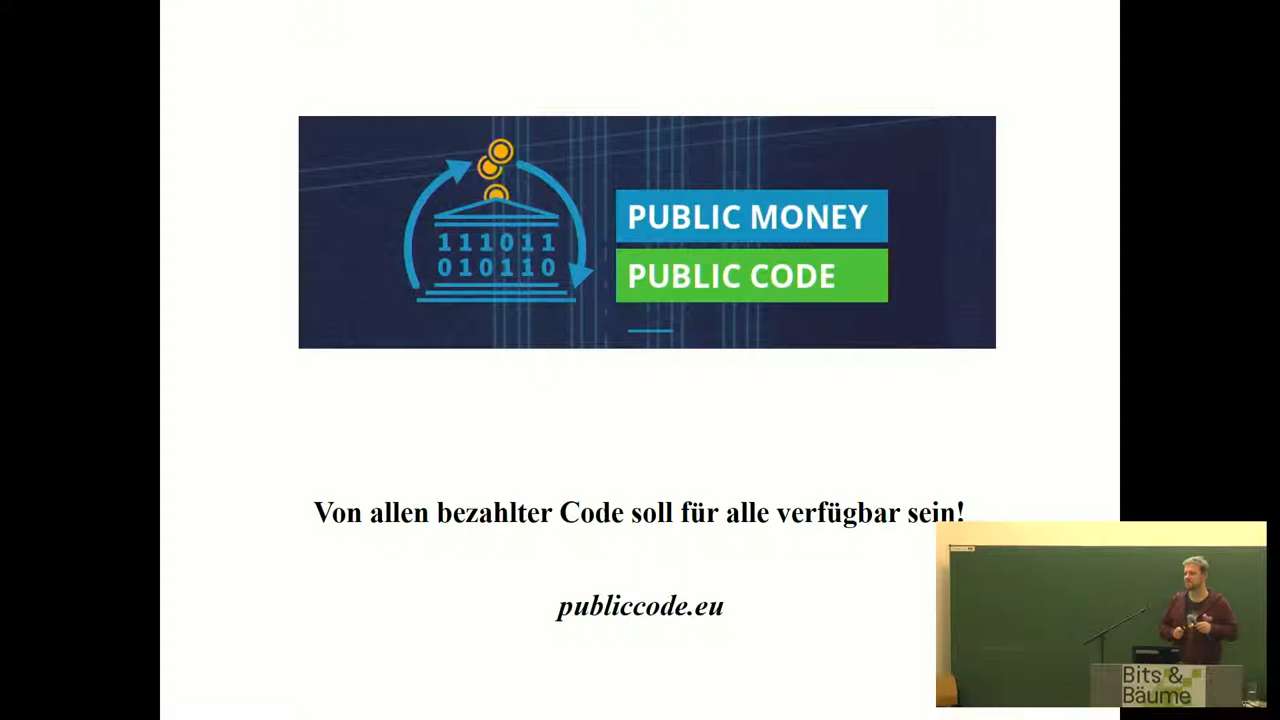 PUBLIC MONEY
111011
010110
PUBLIC CODE
Von allen bezahlter Code soll für alle verfügbar sein!
publiccode.eu
Bits &
Bäume